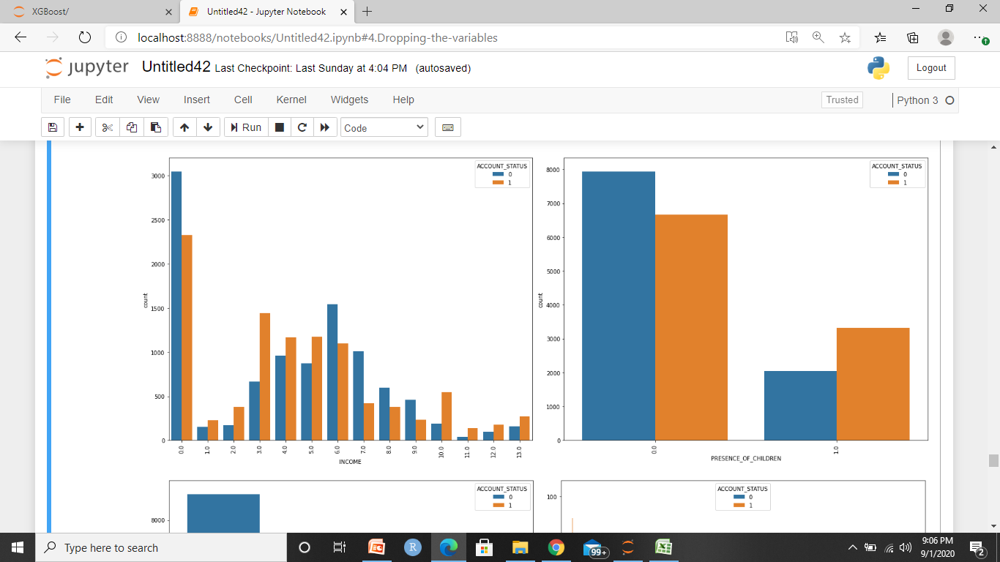 XGBoost/
Untitled42 - Jupyter Notebook
localhost:8888/notebooks/Untitled42.ipynb#4.Dropping-the-variables
jupyter Untitled42 Last Checkpoint: Last Sunday at 4:04 PM (autosaved)
Logout
File Edit View Insert Cell Kernel Widgets Help
Trusted
Python 3
Run
Code
ACCOUNT_STATUS
0
1
3000
2500
2000
1500
1000
500
0
count
0.0 1.0 2.0 3.0 4.0 5.0 6.0 7.0 8.0 9.0 10.0 11.0 12.0 13.0
INCOME
ACCOUNT_STATUS
0
1
8000
7000
6000
5000
4000
3000
2000
1000
0
count
0.0 1.0
PRESENCE_OF_CHILDREN
ACCOUNT_STATUS
0
1
8000
ACCOUNT_STATUS
0
1
100
Type here to search
R
99+
9:06 PM
9/1/2020
2